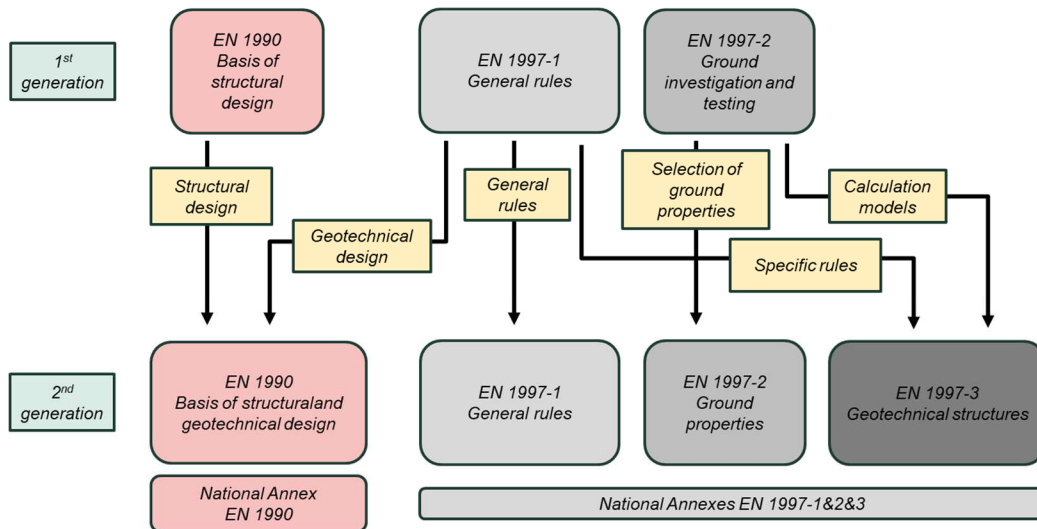 1st
generation
EN 1990
Basis of
structural
design
EN 1997-1
General rules
EN 1997-2
Ground
investigation and
testing
Structural
design
Geotechnical
design
General
rules
Selection of
ground
properties
Calculation
models
Specific rules
2nd
generation
EN 1990
Basis of structuraland
geotechnical design
EN 1997-1
General rules
EN 1997-2
Ground
properties
EN 1997-3
Geotechnical structures
National Annex
EN 1990
National Annexes EN 1997-1&2&3